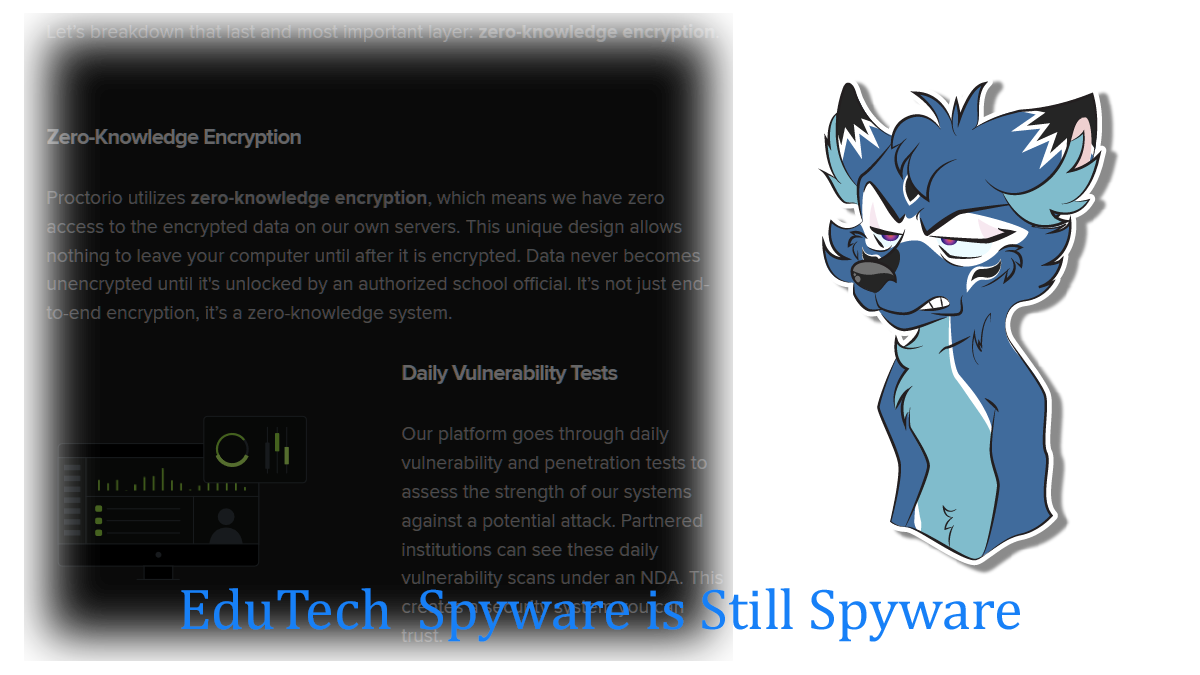 Let's breakdown that last and most important layer: zero-knowledge encryption.
Zero-Knowledge Encryption
Proctorio utilizes zero-knowledge encryption, which means we have zero
access to the encrypted data on our own servers. This unique design allows
nothing to leave your computer until after it is encrypted. Data never becomes
unencrypted until it's unlocked by an authorized school official. It's not just end-
to-end encryption, it's a zero-knowledge system.
Daily Vulnerability Tests
Our platform goes through daily
vulnerability and penetration tests to
assess the strength of our systems
against a potential attack. Partnered
institutions can see these daily
vulnerability scans under an NDA. This
creates a security system you can
trust.
EduTech Spyware is Still Spyware